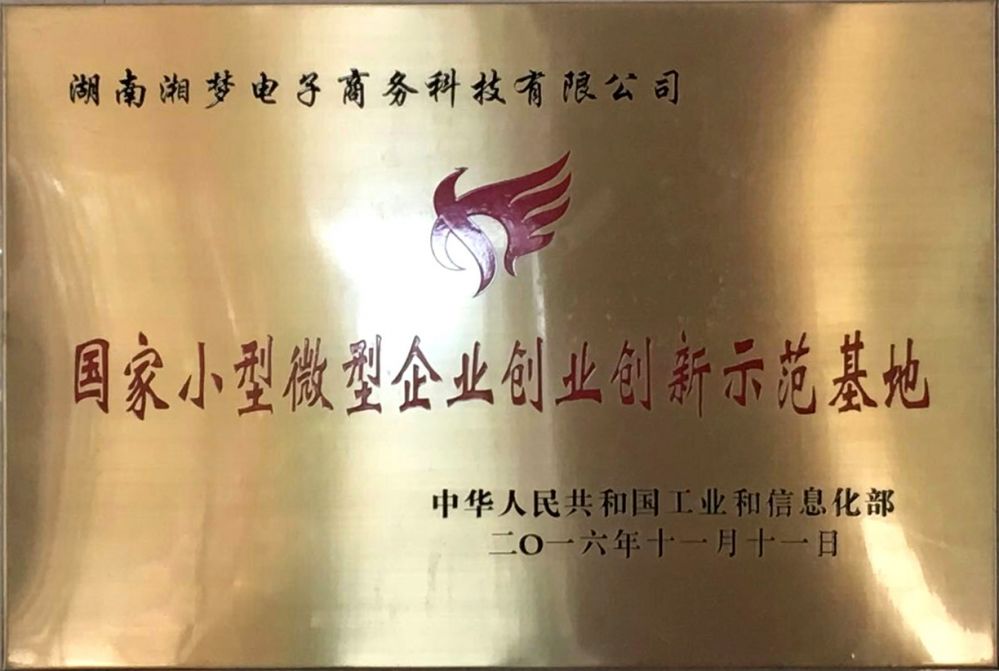 湖南湘梦电子商务科技有限公司
国家小型微型企业创业创新示范基地
中华人民共和国工业和信息化部
二〇一六年十一月十一日